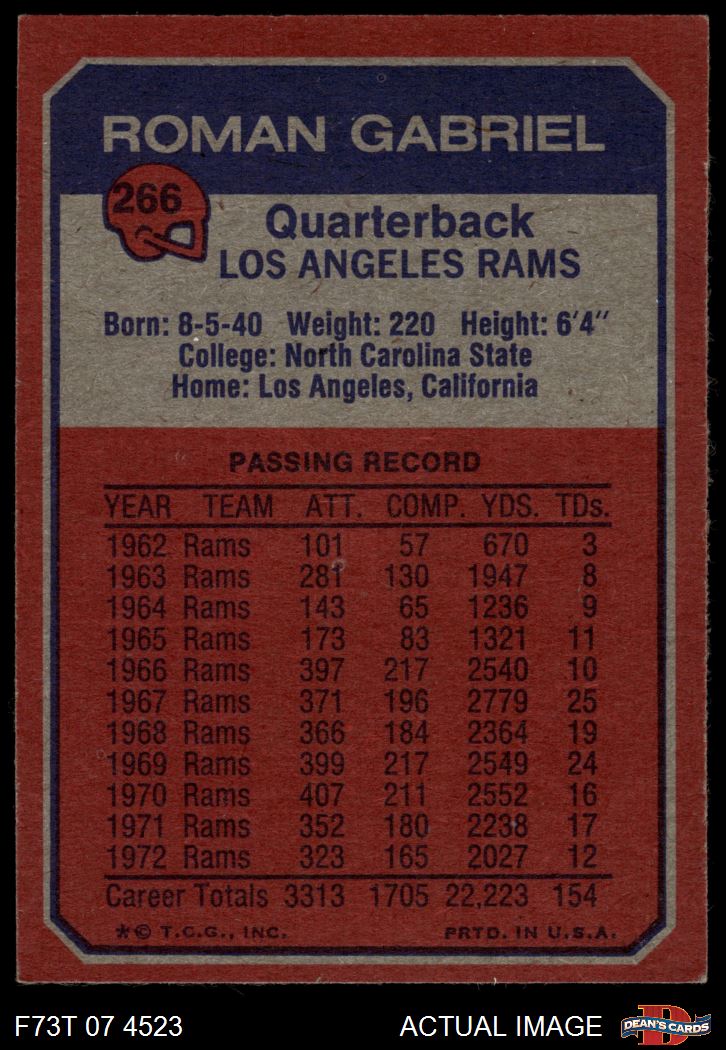 ROMAN GABRIEL
266
Quarterback
LOS ANGELES RAMS
Born: 8-5-40 Weight: 220 Height: 6'4"
College: North Carolina State
Home: Los Angeles, California
PASSING RECORD
YEAR TEAM ATT. COMP. YDS. TDs.
1962 Rams 101 57 670 3
1963 Rams 281 130 1947 8
1964 Rams 143 65 1236 9
1965 Rams 173 83 1321 11
1966 Rams 397 217 2540 10
1967 Rams 371 196 2779 25
1968 Rams 366 184 2364 19
1969 Rams 399 217 2549 24
1970 Rams 407 211 2552 16
1971 Rams 352 180 2238 17
1972 Rams 323 165 2027 12
Career Totals 3313 1705 22,223 154
*© T.C.G., INC. PRTD. IN U.S.A.
F73T 07 4523 ACTUAL IMAGE D DEAN'S CARDS